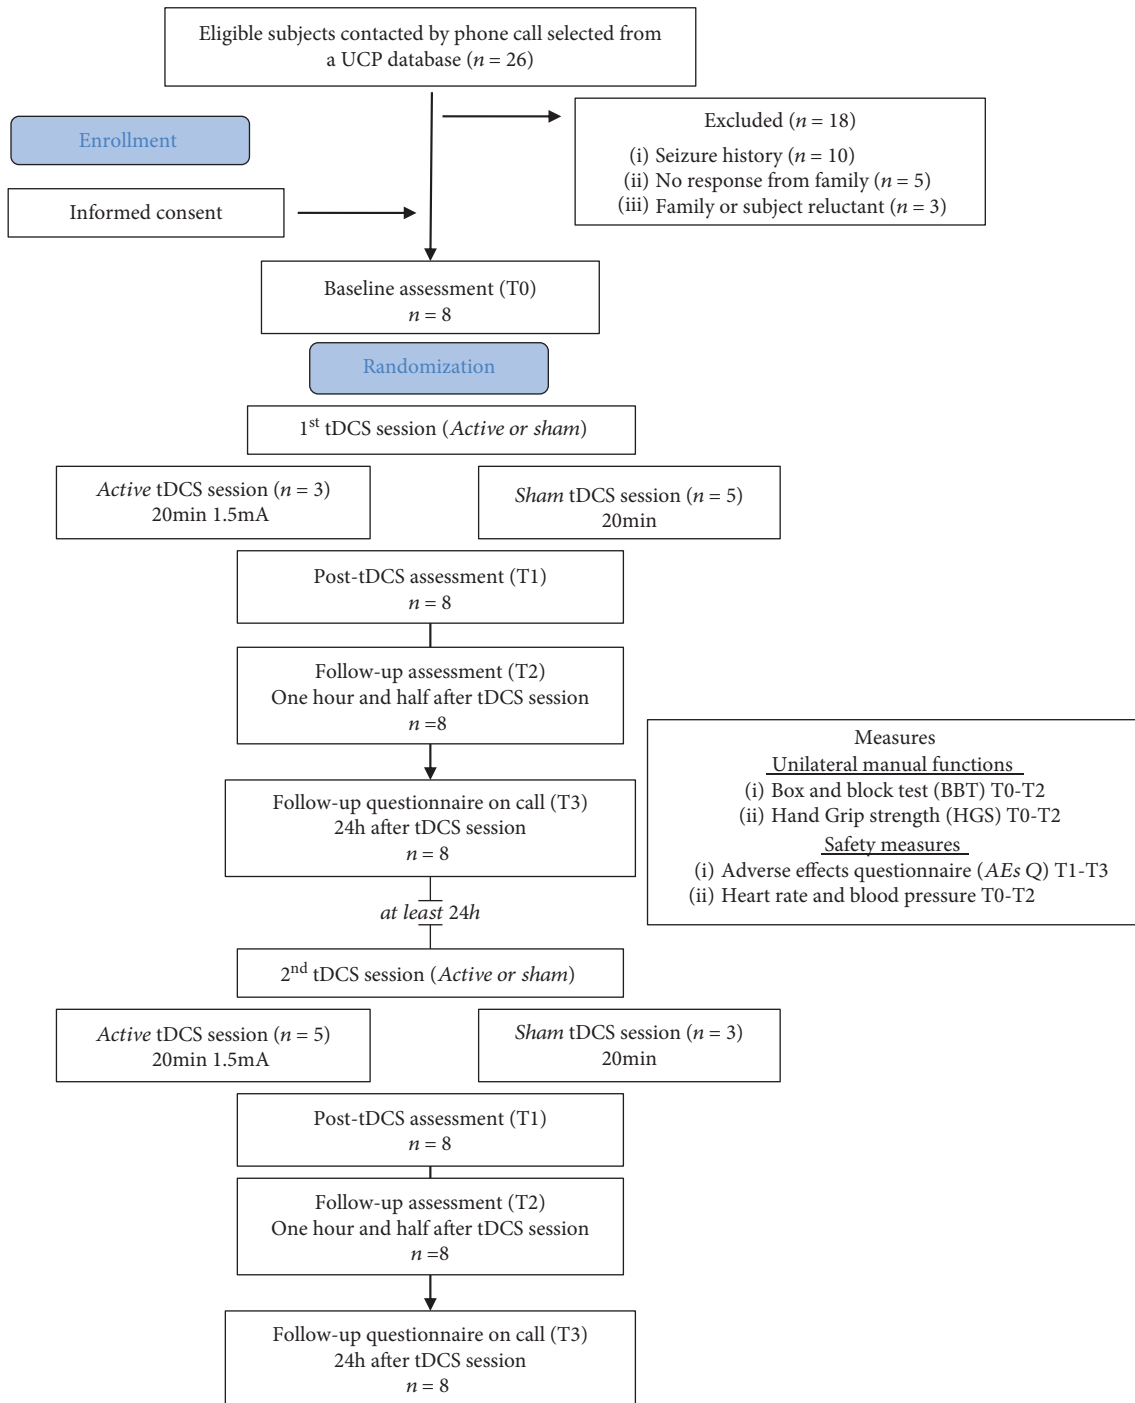 Eligible subjects contacted by phone call selected from
a UCP database (n = 26)
Enrollment
Excluded (n = 18)
(i) Seizure history (n = 10)
(ii) No response from family (n = 5)
(iii) Family or subject reluctant (n = 3)
Informed consent
Baseline assessment (T0)
n = 8
Randomization
1st tDCS session (Active or sham)
Active tDCS session (n = 3)
20min 1.5mA
Sham tDCS session (n = 5)
20min
Post-tDCS assessment (T1)
n = 8
Follow-up assessment (T2)
One hour and half after tDCS session
n =8
Follow-up questionnaire on call (T3)
24h after tDCS session
n = 8
Measures
Unilateral manual functions
(i) Box and block test (BBT) T0-T2
(ii) Hand Grip strength (HGS) T0-T2
Safety measures
(i) Adverse effects questionnaire (AEs Q) T1-T3
(ii) Heart rate and blood pressure T0-T2
at least 24h
2nd tDCS session (Active or sham)
Active tDCS session (n = 5)
20min 1.5mA
Sham tDCS session (n = 3)
20min
Post-tDCS assessment (T1)
n = 8
Follow-up assessment (T2)
One hour and half after tDCS session
n =8
Follow-up questionnaire on call (T3)
24h after tDCS session
n = 8